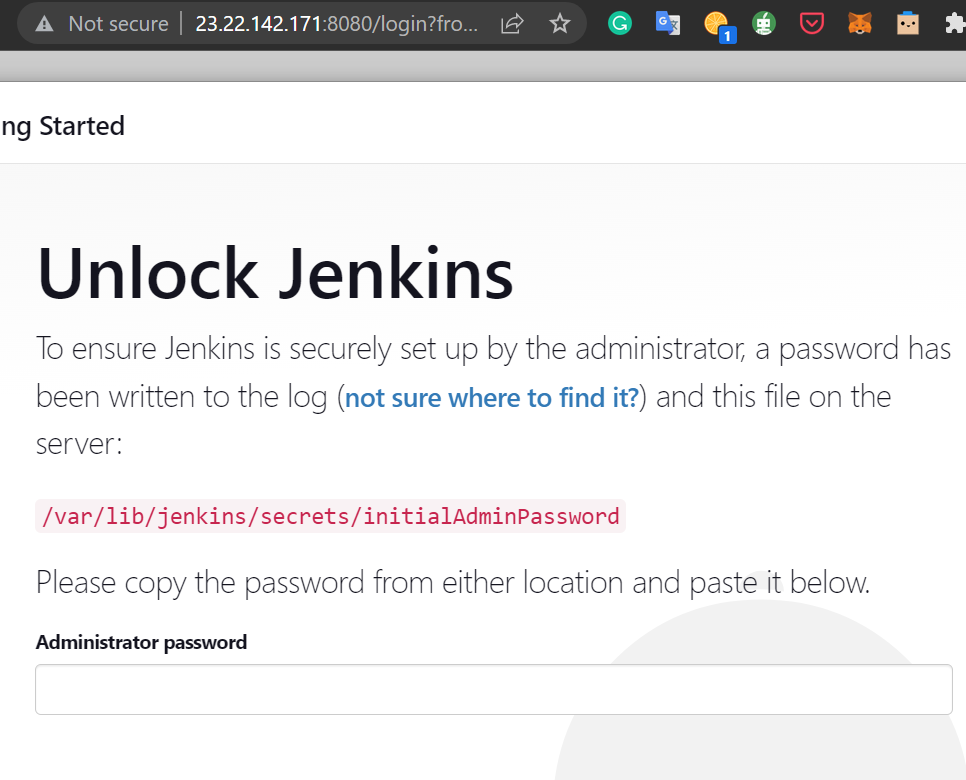 Not secure 23.22.142.171:8080/login?fro...
1
ng Started
Unlock Jenkins
To ensure Jenkins is securely set up by the administrator, a password has
been written to the log (not sure where to find it?) and this file on the
server:
/var/lib/jenkins/secrets/initialAdminPassword
Please copy the password from either location and paste it below.
Administrator password